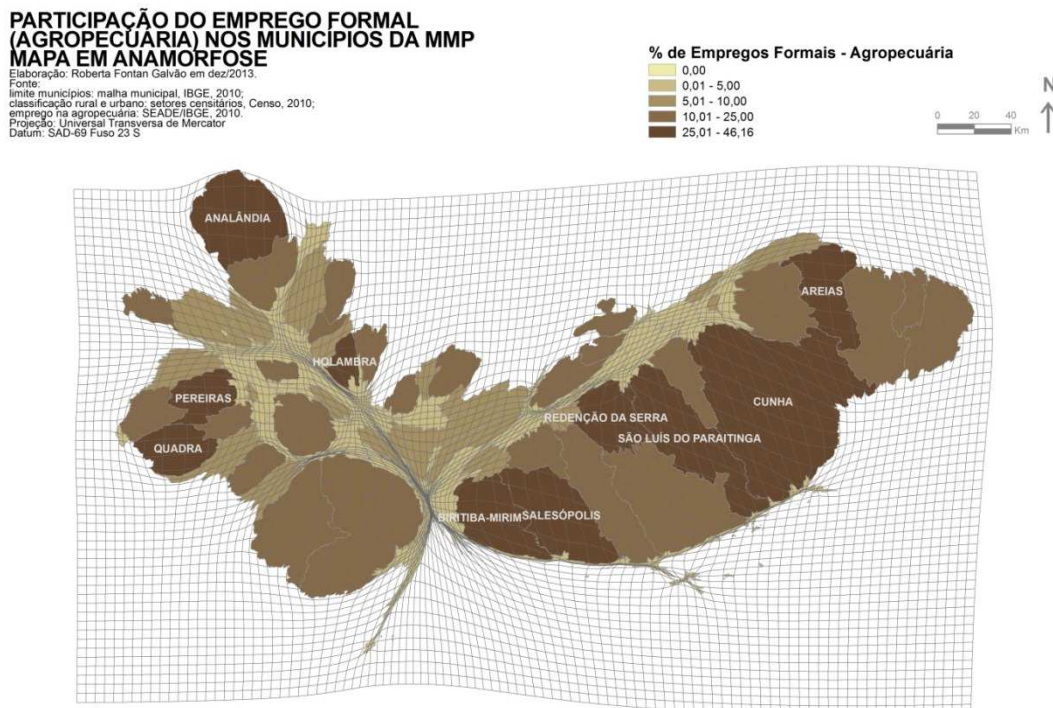 PARTICIPAÇÃO DO EMPREGO FORMAL
(AGROPECUÁRIA) NOS MUNICÍPIOS DA MMP
MAPA EM ANAMORFOSE
Elaboração: Roberta Fontan Galvão em dez/2013.
Fonte:
limite municípios: malha municipal, IBGE, 2010;
classificação rural e urbano: setores censitários, Censo, 2010;
emprego na agropecuária: SEADE/IBGE, 2010.
Projeção: Universal Transversa de Mercator
Datum: SAD-69 Fuso 23 S
% de Empregos Formais - Agropecuária
0,00
0,01 - 5,00
5,01 - 10,00
10,01 - 25,00
25,01 - 46,16
N
0 20 40
Km
ANALÂNDIA
AREIAS
HOLAMBRA
PEREIRAS
CUNHA
REDENÇÃO DA SERRA
SÃO LUÍS DO PARAITINGA
QUADRA
BIRITIBA-MIRIM
SALESÓPOLIS